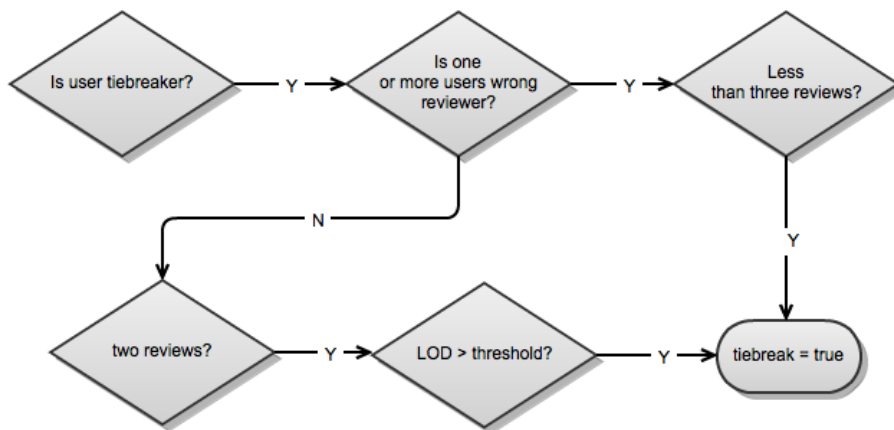 Is user tiebreaker?
Y
Is one
or more users wrong
reviewer?
Y
Less
than three reviews?
N
Y
two reviews?
Y
LOD > threshold?
Y
tiebreak = true